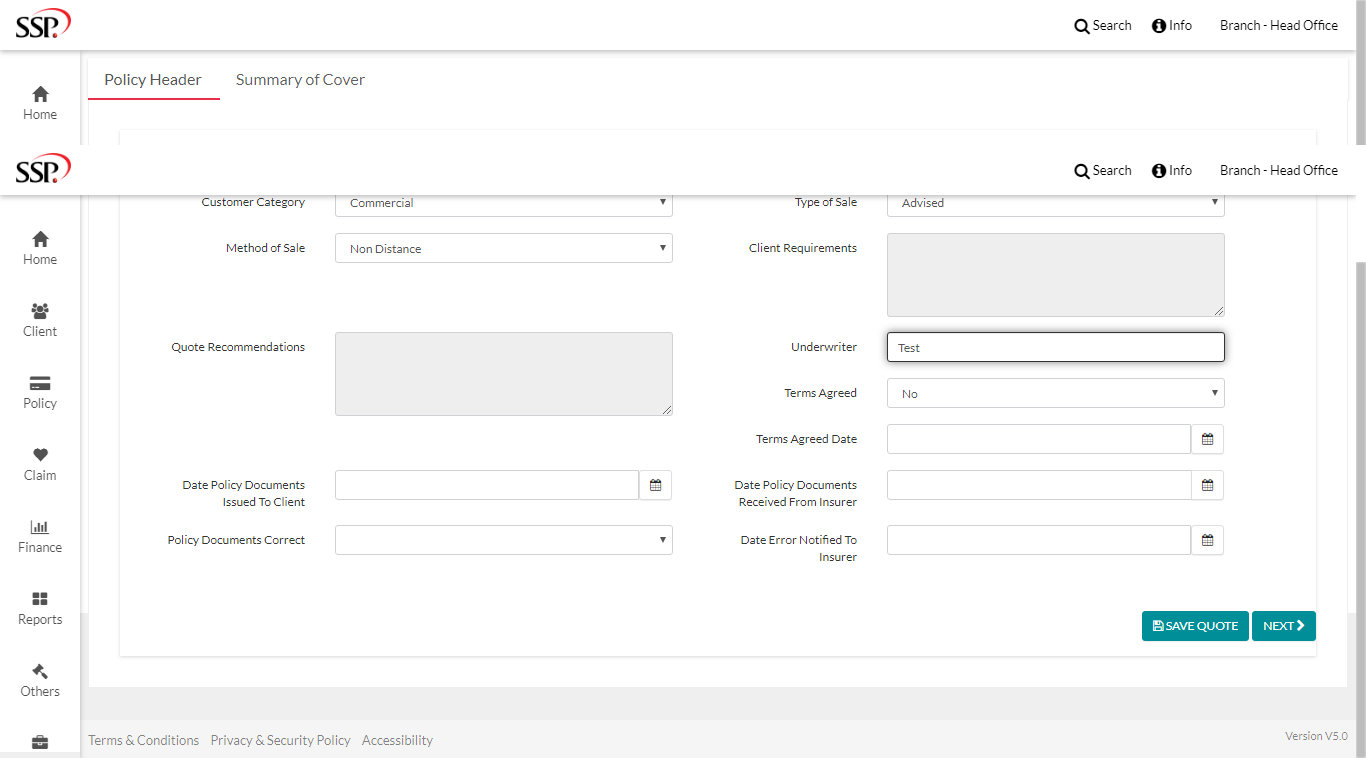 SSP.
Search Info Branch - Head Office
Policy Header Summary of Cover
Home
SSP.
Search Info Branch - Head Office
Customer Category Commercial Type of Sale Advised
Method of Sale Non Distance Client Requirements
Home
Client
Quote Recommendations Underwriter Test
Terms Agreed No
Policy
Terms Agreed Date
Claim
Date Policy Documents Issued To Client
Date Policy Documents Received From Insurer
Finance
Policy Documents Correct
Date Error Notified To Insurer
Reports
SAVE QUOTE NEXT
Others
Terms & Conditions Privacy & Security Policy Accessibility Version V5.0